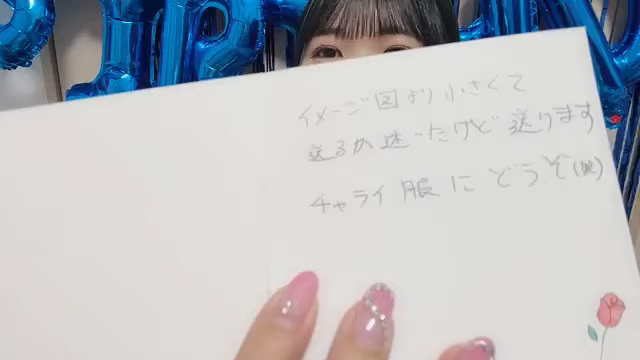 イメージ図より小さくて
送るか迷ったけど送ります
チャライ服にどうぞ(笑)